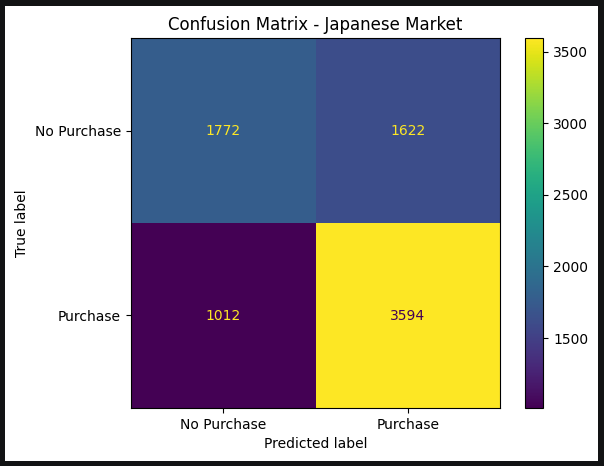 Confusion Matrix - Japanese Market
No Purchase
1772
1622
Purchase
1012
3594
No Purchase
Purchase
Predicted label
True label
3500
3000
2500
2000
1500